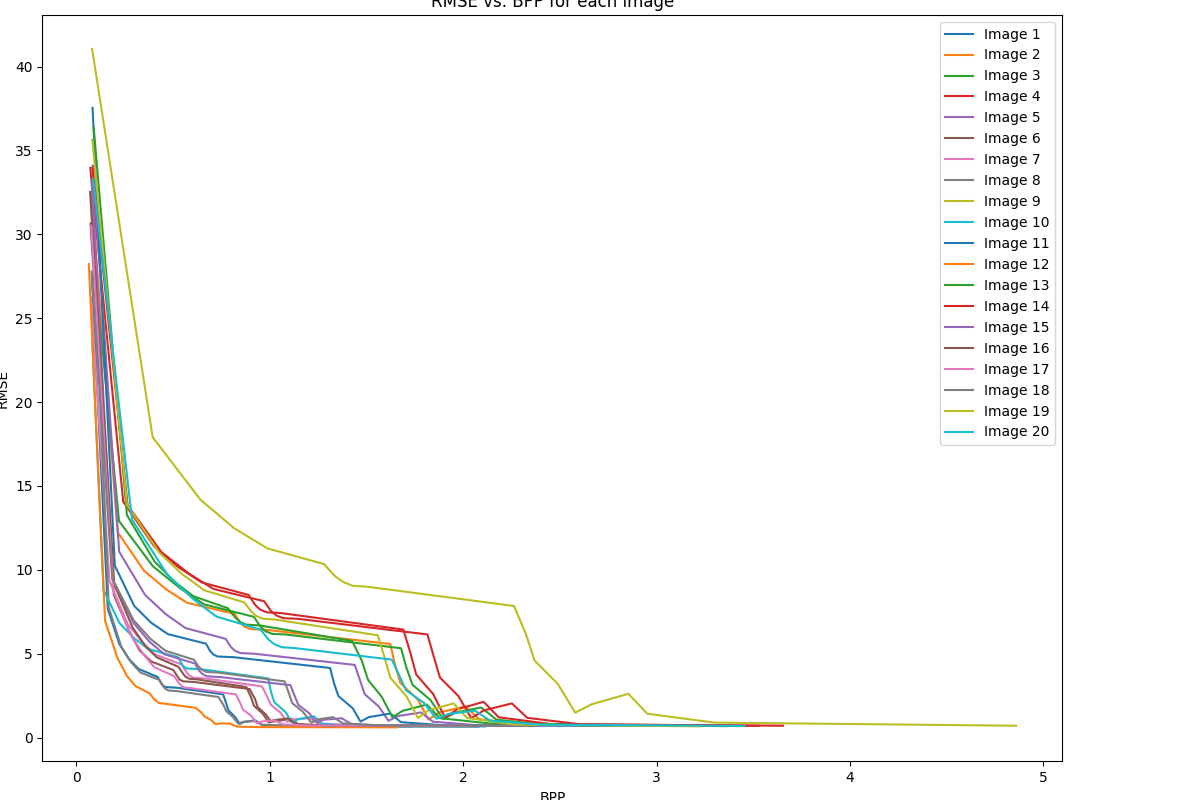 RMSE vs. BPP for each image
40
35
30
25
20
15
10
5
0
RMSE
0 1 2 3 4 5
BPP
Image 1
Image 2
Image 3
Image 4
Image 5
Image 6
Image 7
Image 8
Image 9
Image 10
Image 11
Image 12
Image 13
Image 14
Image 15
Image 16
Image 17
Image 18
Image 19
Image 20